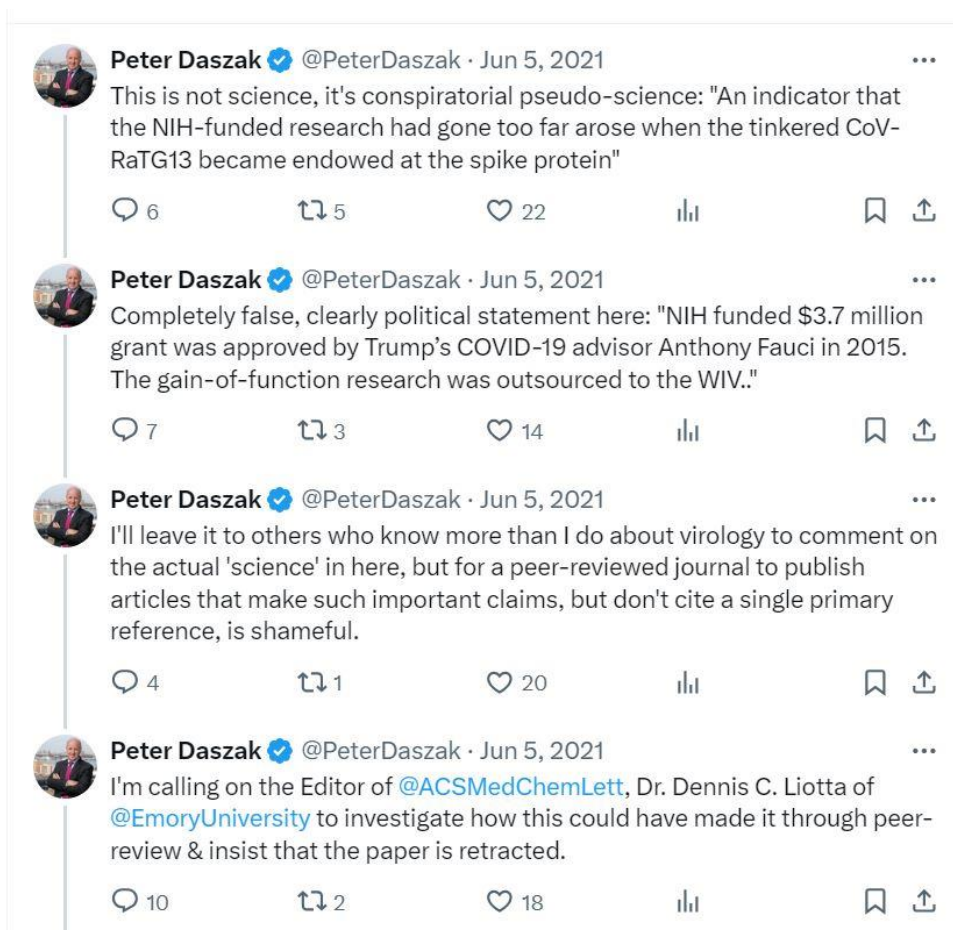 Peter Daszak @PeterDaszak · Jun 5, 2021
This is not science, it's conspiratorial pseudo-science: "An indicator that
the NIH-funded research had gone too far arose when the tinkered CoV-
RaTG13 became endowed at the spike protein"
6 5 22
Peter Daszak @PeterDaszak · Jun 5, 2021
Completely false, clearly political statement here: "NIH funded $3.7 million
grant was approved by Trump’s COVID-19 advisor Anthony Fauci in 2015.
The gain-of-function research was outsourced to the WIV.."
7 3 14
Peter Daszak @PeterDaszak · Jun 5, 2021
I'll leave it to others who know more than I do about virology to comment on
the actual 'science' in here, but for a peer-reviewed journal to publish
articles that make such important claims, but don't cite a single primary
reference, is shameful.
4 1 20
Peter Daszak @PeterDaszak · Jun 5, 2021
I'm calling on the Editor of @ACSMedChemLett, Dr. Dennis C. Liotta of
@EmoryUniversity to investigate how this could have made it through peer-
review & insist that the paper is retracted.
10 2 18